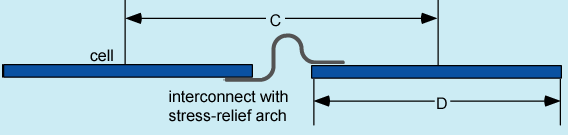 C
cell
interconnect with
stress-relief arch
D